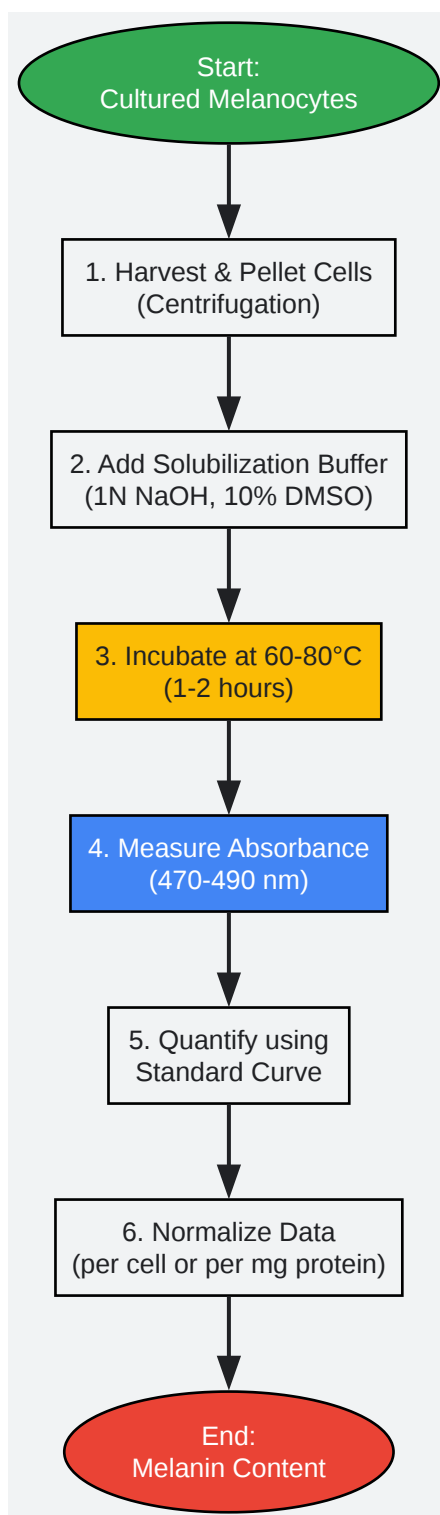 Start:
Cultured Melanocytes
1. Harvest & Pellet Cells
(Centrifugation)
2. Add Solubilization Buffer
(1N NaOH, 10% DMSO)
3. Incubate at 60-80°C
(1-2 hours)
4. Measure Absorbance
(470-490 nm)
5. Quantify using
Standard Curve
6. Normalize Data
(per cell or per mg protein)
End:
Melanin Content